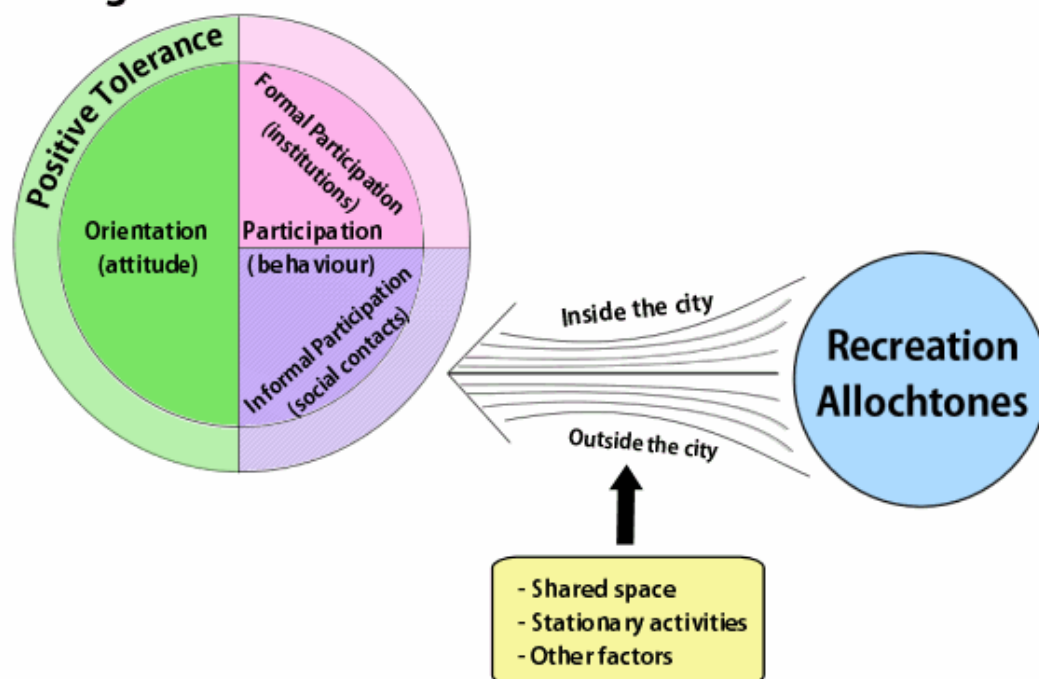 Positive Tolerance
Formal Participation
(institutions)
Orientation
(attitude)
Participation
(behaviour)
Informal Participation
(social contacts)
Inside the city
Outside the city
Recreation
Allochtones
- Shared space
- Stationary activities
- Other factors